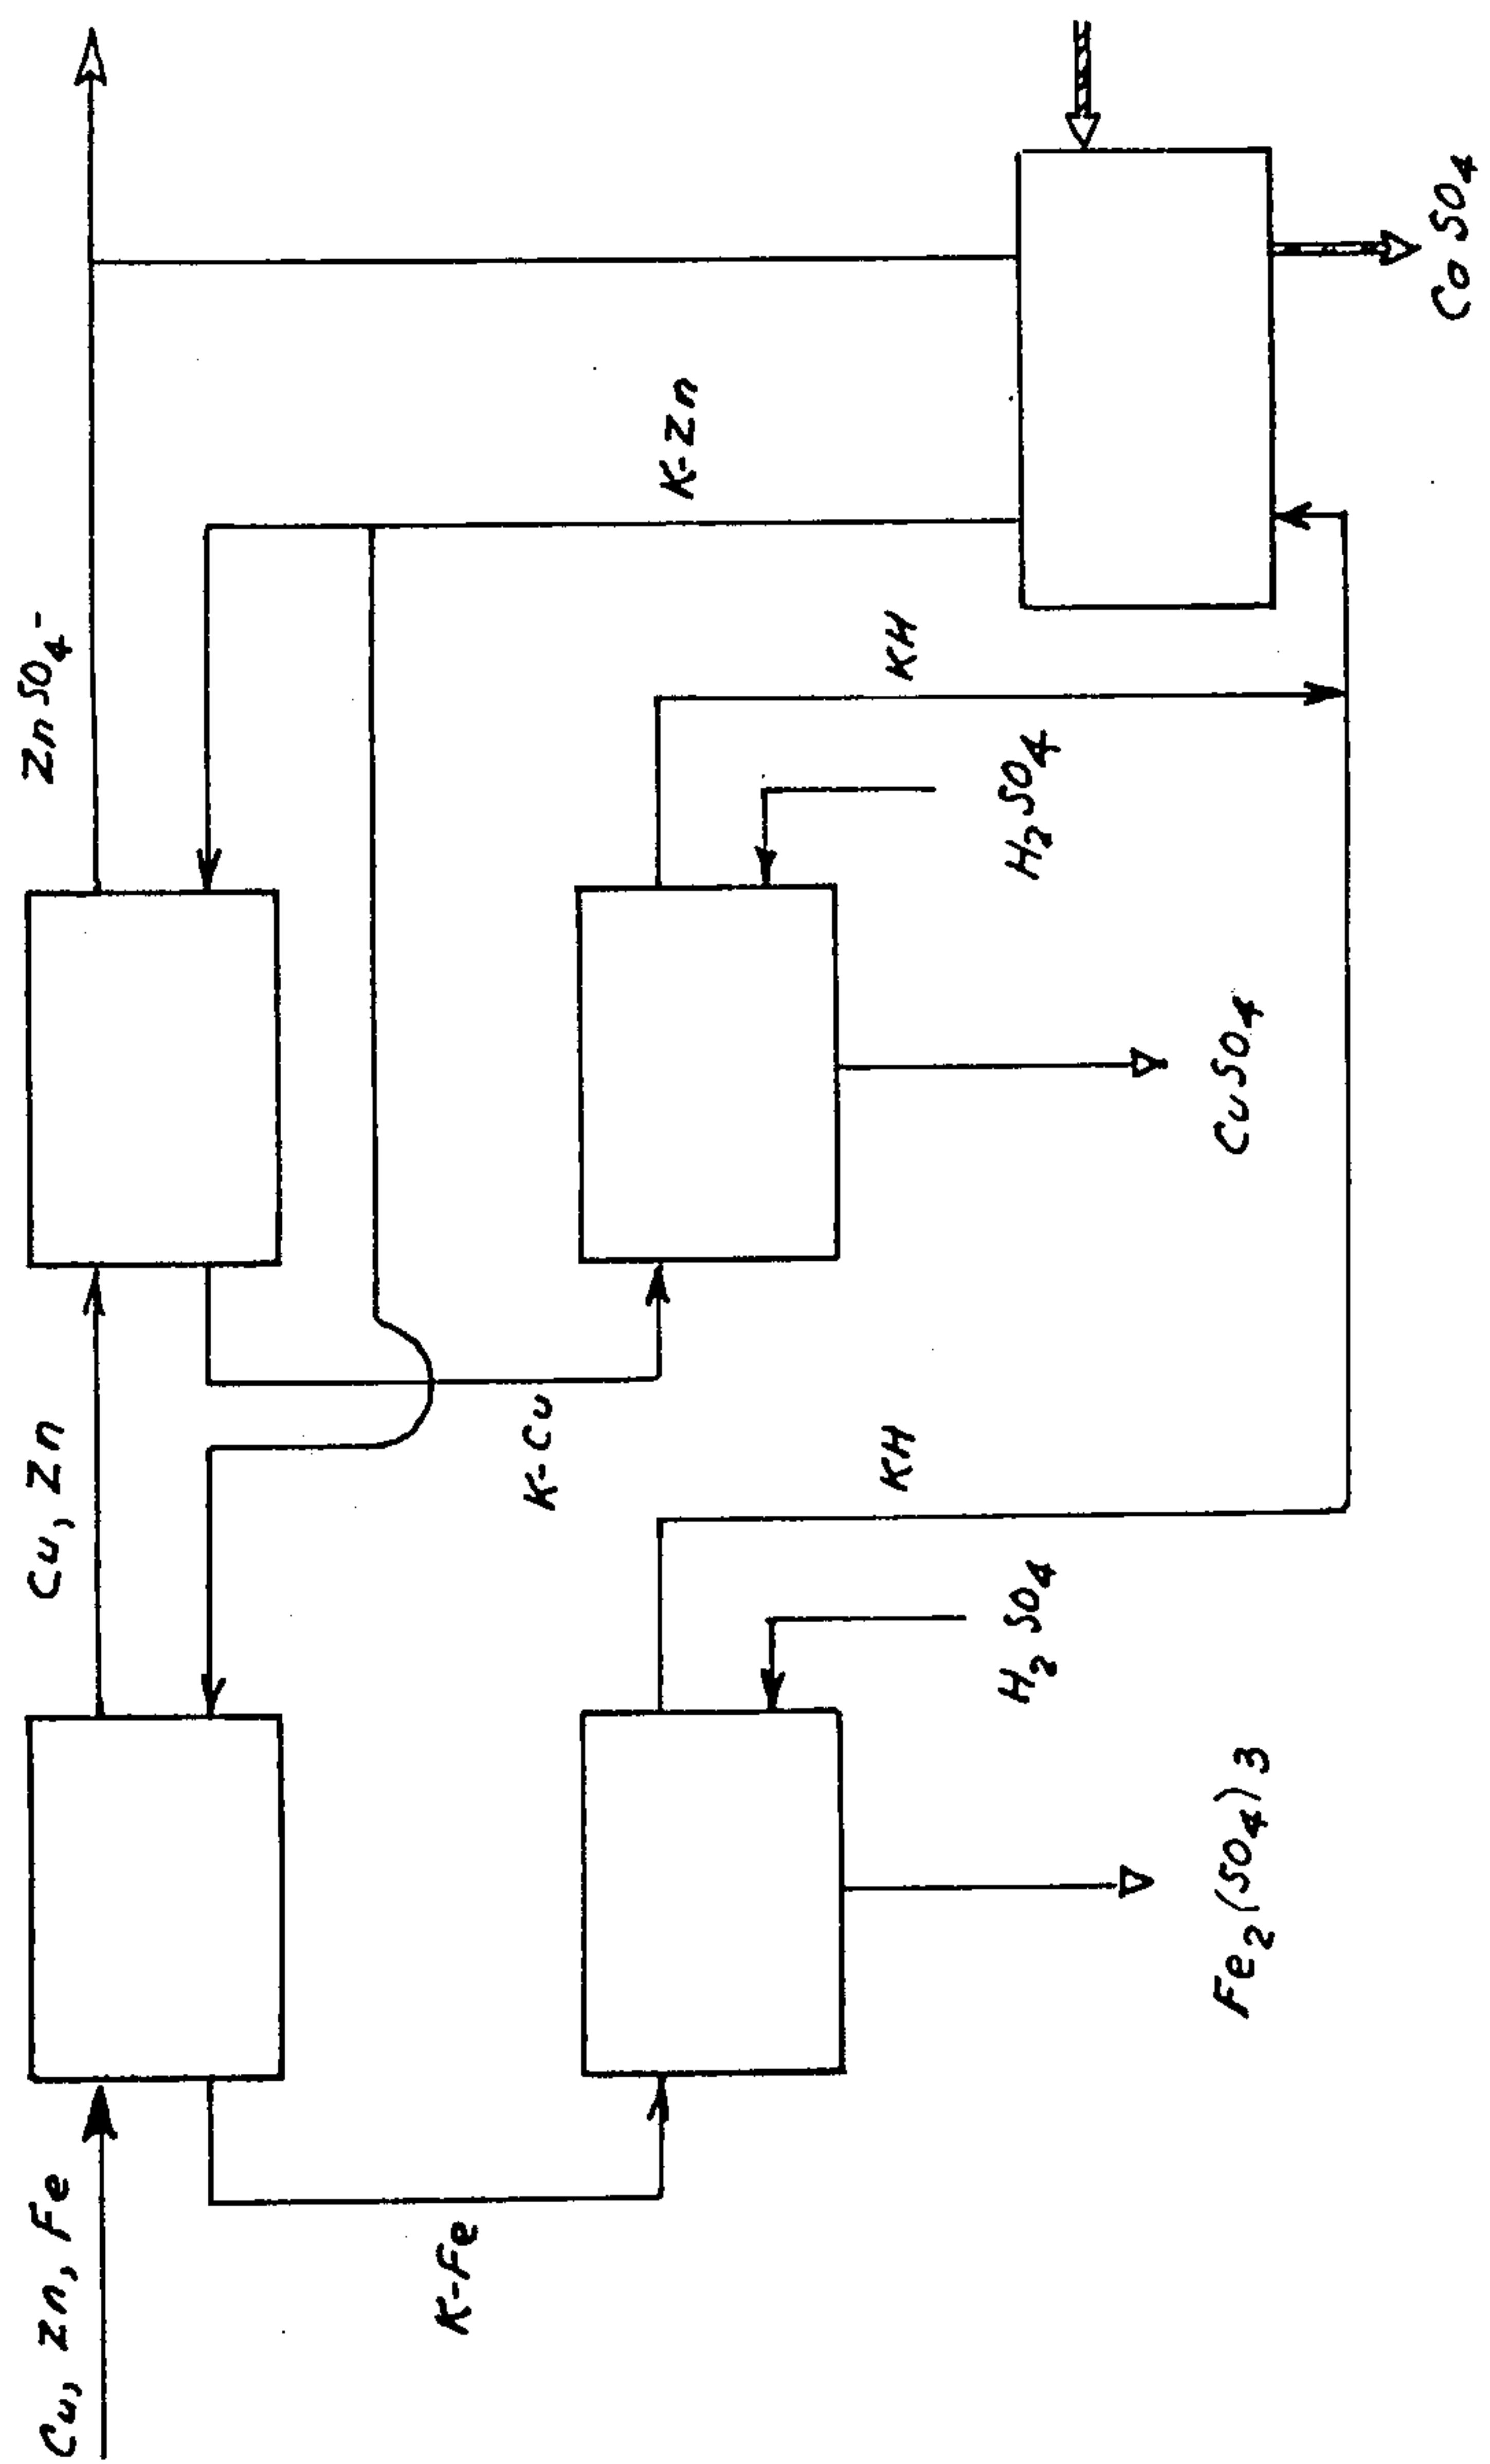 Cu, Zn, Fe
Cu, Zn
ZnSO₄-
K-Fe
K-Cu
K-Zn
KH
KH
H₂SO₄
H₂SO₄
Fe₂(SO₄)3
CuSO₄
CoSO₄